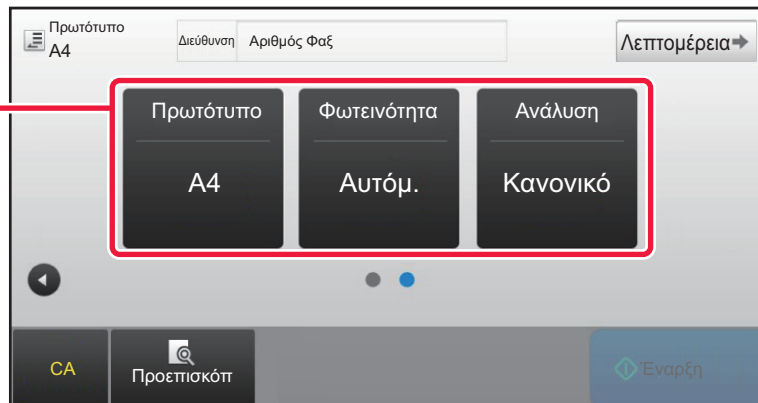 Πρωτότυπο
A4
Διεύθυνση Αριθμός Φαξ
Λεπτομέρεια
Πρωτότυπο Φωτεινότητα Ανάλυση
A4 Αυτόμ. Κανονικό
CA Προεπισκόπ Έναρξη